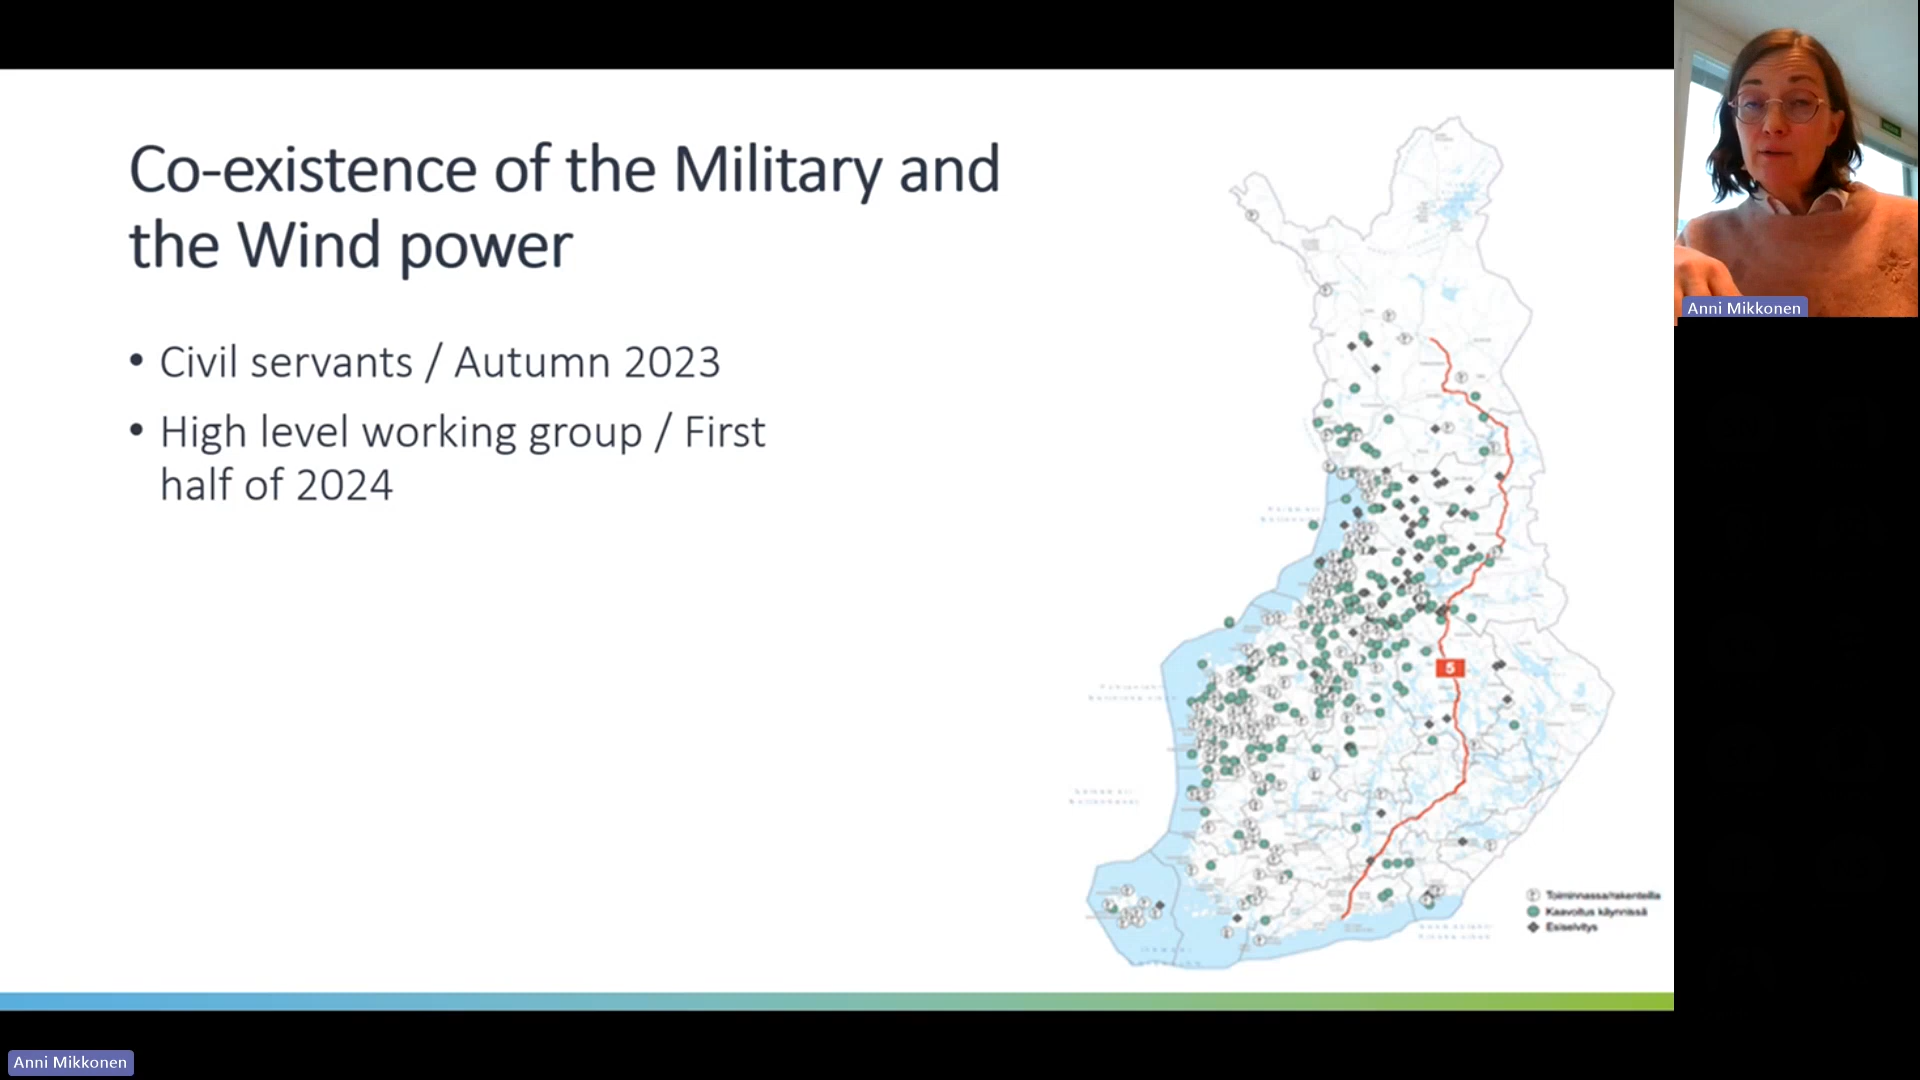 Co-existence of the Military and
the Wind power
• Civil servants / Autumn 2023
• High level working group / First
half of 2024
5
Toiminnassa/rakenteilla
Kaavoitus käynnissä
Esiselvitys
Anni Mikkonen
Anni Mikkonen